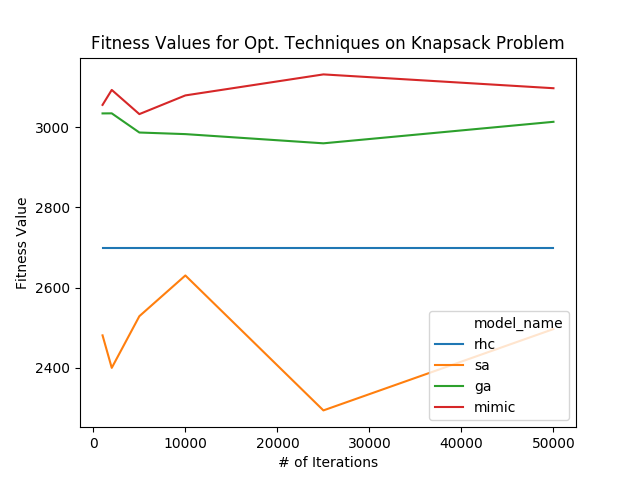 Fitness Values for Opt. Techniques on Knapsack Problem
Fitness Value
3000
2800
2600
2400
model_name
rhc
sa
ga
mimic
0 10000 20000 30000 40000 50000
# of Iterations